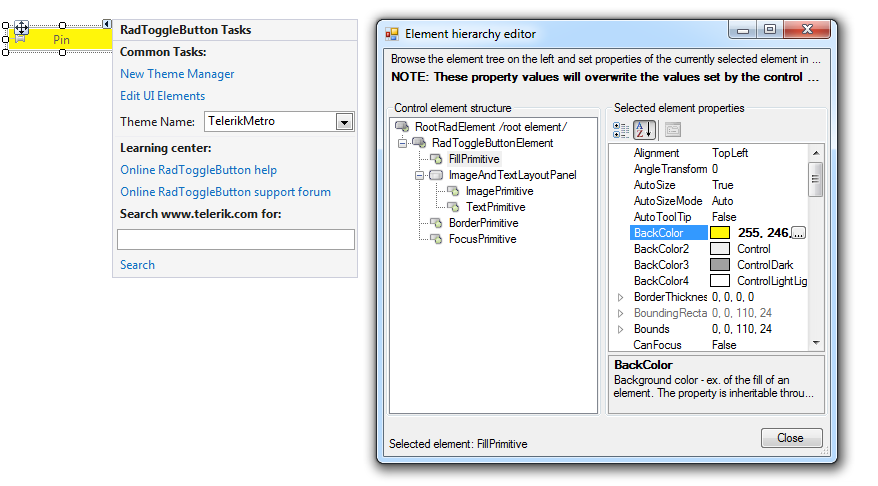 Pin
RadToggleButton Tasks
Common Tasks:
New Theme Manager
Edit UI Elements
Theme Name: TelerikMetro
Learning center:
Online RadToggleButton help
Online RadToggleButton support forum
Search www.telerik.com for:
Search
Element hierarchy editor
Browse the element tree on the left and set properties of the currently selected element in ...
NOTE: These property values will overwrite the values set by the control ...
Control element structure
RootRadElement /root element/
RadToggleButtonElement
FillPrimitive
ImageAndTextLayoutPanel
ImagePrimitive
TextPrimitive
BorderPrimitive
FocusPrimitive
Selected element properties
Alignment TopLeft
AngleTransform 0
AutoSize True
AutoSizeMode Auto
AutoToolTip False
BackColor 255, 246, ...
BackColor2 Control
BackColor3 ControlDark
BackColor4 ControlLightLig
BorderThicknes 0, 0, 0, 0
BoundingRecta 0, 0, 110, 24
Bounds 0, 0, 110, 24
CanFocus False
BackColor
Background color - ex. of the fill of an
element. The property is inheritable throu...
Selected element: FillPrimitive
Close